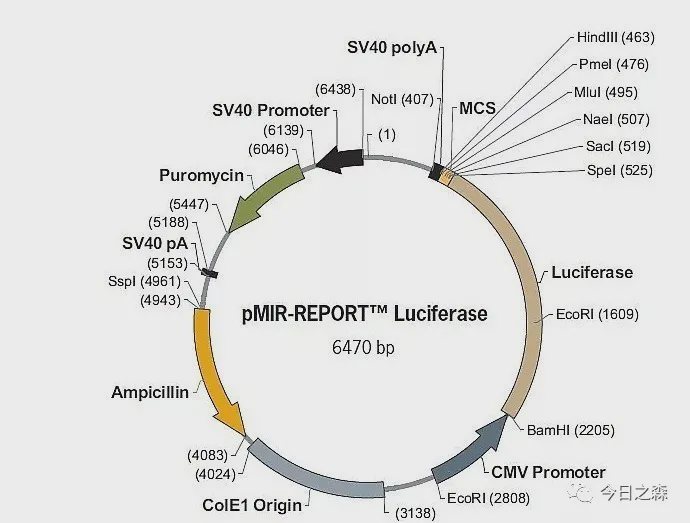 HindIII (463)
SV40 polyA
PmeI (476)
(6438)
NotI (407)
MluI (495)
SV40 Promoter
MCS
NaeI (507)
(6139)
(1)
(6046)
SacI (519)
Puromycin
SpeI (525)
(5447)
(5188)
SV40 pA
(5153)
Luciferase
SspI (4961)
(4943)
pMIR-REPORT™ Luciferase
EcoRI (1609)
6470 bp
Ampicillin
BamHI (2205)
(4083)
(4024)
CMV Promoter
EcoRI (2808)
ColE1 Origin
(3138)
今日之森